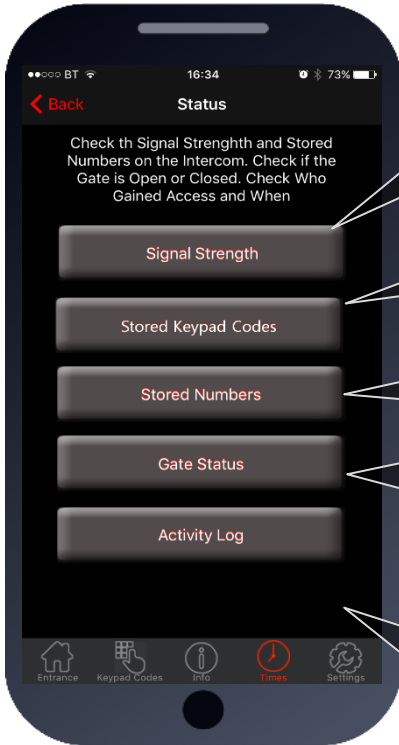 ●●○○○ BT 16:34 73%
Back Status
Check th Signal Strenghth and Stored
Numbers on the Intercom. Check if the
Gate is Open or Closed. Check Who
Gained Access and When
Signal Strength
Stored Keypad Codes
Stored Numbers
Gate Status
Activity Log
Entrance Keypad Codes Info Times Settings